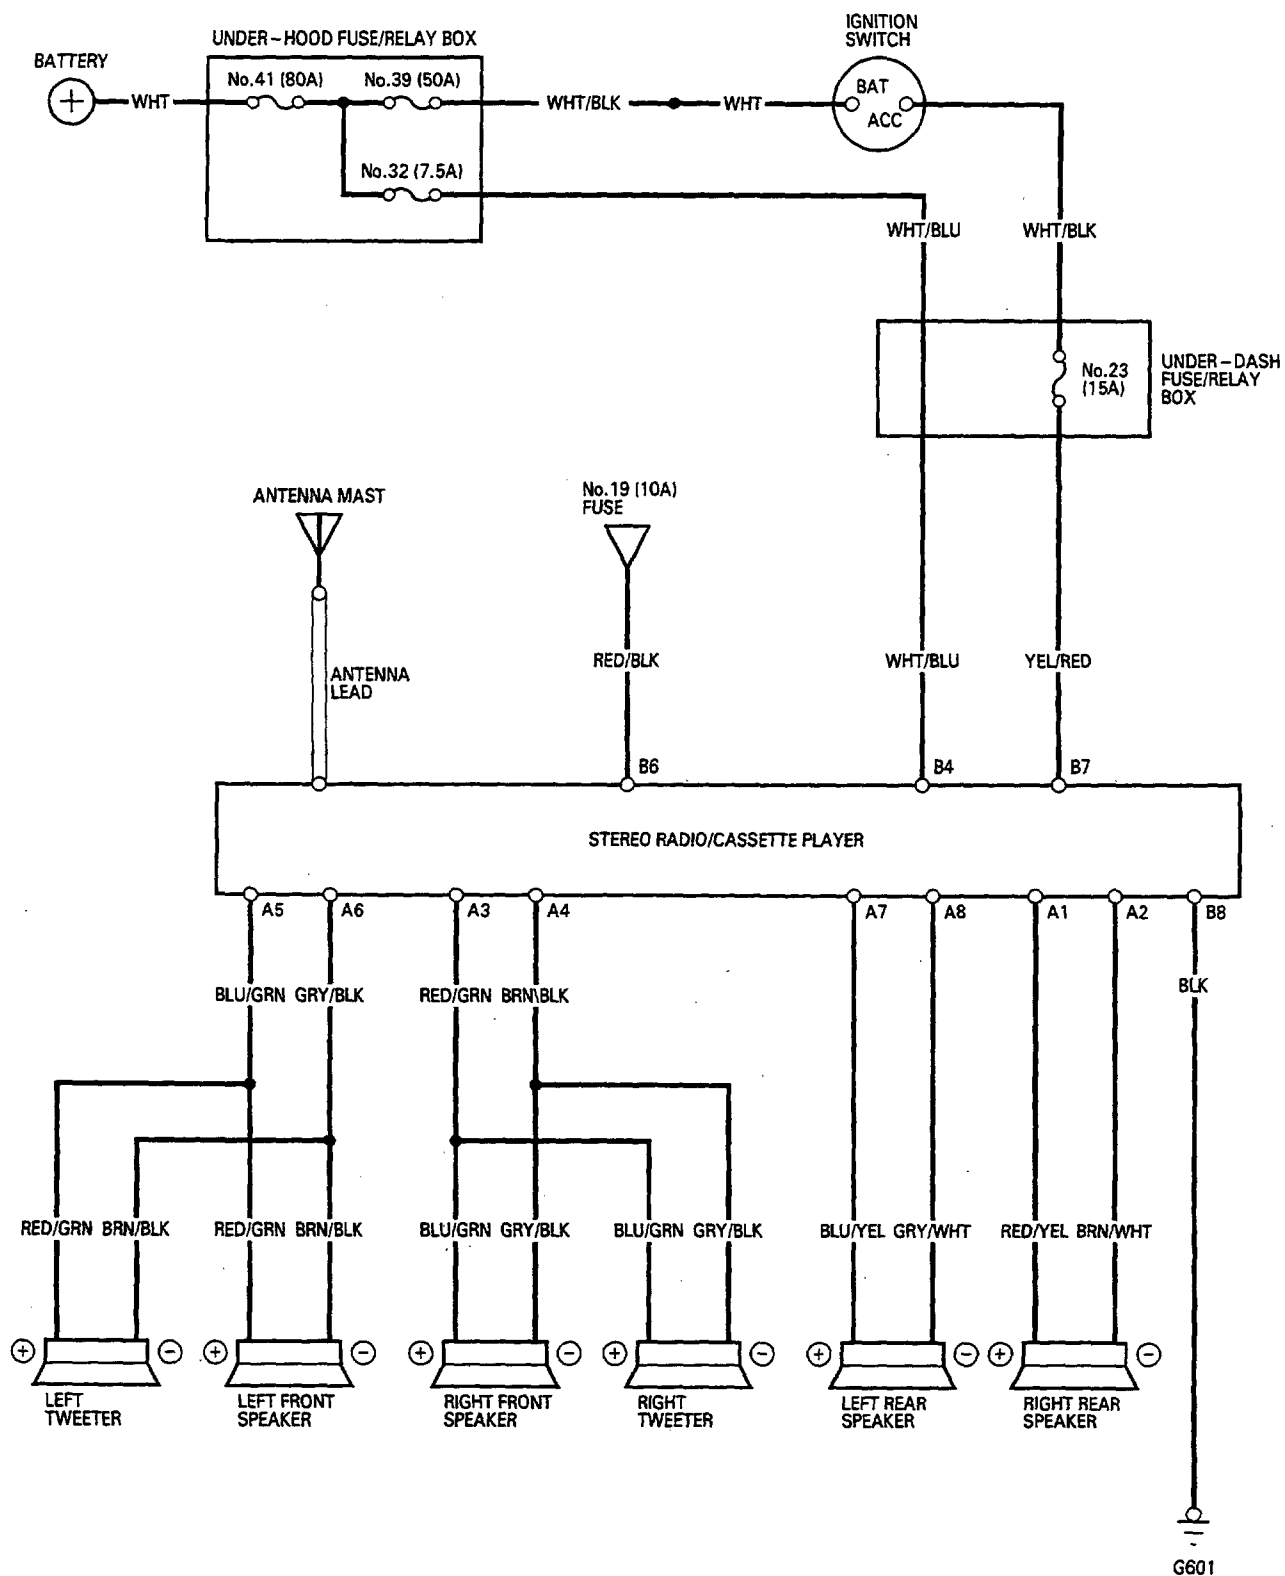 IGNITION
SWITCH
UNDER-HOOD FUSE/RELAY BOX
BATTERY
No.41 (80A)
No.39 (50A)
BAT
+
WHT
WHT/BLK
WHT
ACC
No.32 (7.5A)
WHT/BLU
WHT/BLK
No.23
(15A)
UNDER-DASH
FUSE/RELAY
BOX
ANTENNA MAST
No.19 (10A)
FUSE
RED/BLK
WHT/BLU
YEL/RED
ANTENNA
LEAD
B6
B4
B7
STEREO RADIO/CASSETTE PLAYER
A5
A6
A3
A4
A7
A8
A1
A2
B8
BLU/GRN
GRY/BLK
RED/GRN
BRN\BLK
BLK
RED/GRN
BRN/BLK
RED/GRN
BRN/BLK
BLU/GRN
GRY/BLK
BLU/GRN
GRY/BLK
BLU/YEL
GRY/WHT
RED/YEL
BRN/WHT
+
-
+
-
+
-
+
-
+
-
+
-
LEFT
TWEETER
LEFT FRONT
SPEAKER
RIGHT FRONT
SPEAKER
RIGHT
TWEETER
LEFT REAR
SPEAKER
RIGHT REAR
SPEAKER
G601